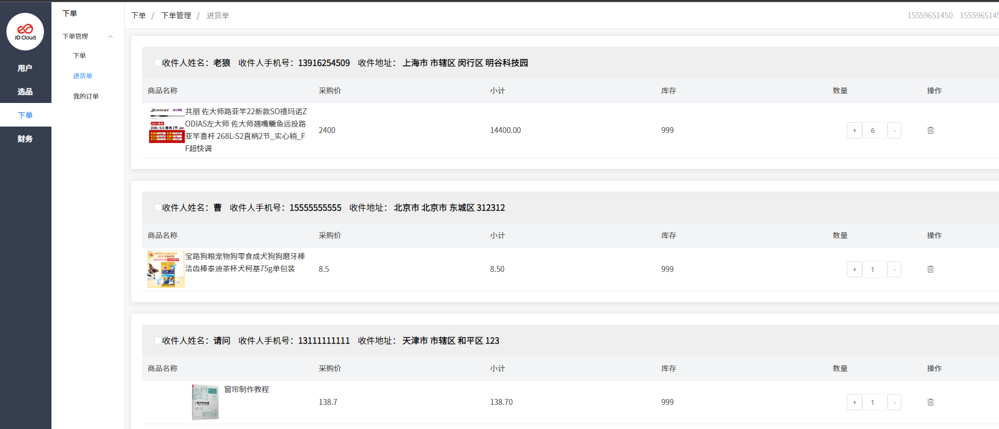 JD Cloud
用户
选品
下单
财务
下单
下单管理
下单
进货单
我的订单
下单 / 下单管理 / 进货单
15559651450 1555965145
收件人姓名：老狼 收件人手机号：13916254509 收件地址： 上海市 市辖区 闵行区 明谷科技园
商品名称 采购价 小计 库存 数量 操作
ZODIAS
268L-S/2 直柄 2节
共朋 佐大师路亚竿22新款SO禧玛诺Z
ODIAS左大师 佐大师翘嘴鳜鱼远投路
亚竿喜杆 268L-S2直柄2节_实心稍_F
F超快调
2400 14400.00 999 + 6 -
收件人姓名：曹 收件人手机号：15555555555 收件地址： 北京市 北京市 东城区 312312
商品名称 采购价 小计 库存 数量 操作
宝路狗粮宠物狗零食成犬狗狗磨牙棒
洁齿棒泰迪茶杯犬柯基75g单包装
8.5 8.50 999 + 1 -
收件人姓名：请问 收件人手机号：13111111111 收件地址： 天津市 市辖区 和平区 123
商品名称 采购价 小计 库存 数量 操作
窗帘制作教程
138.7 138.70 999 + 1 -